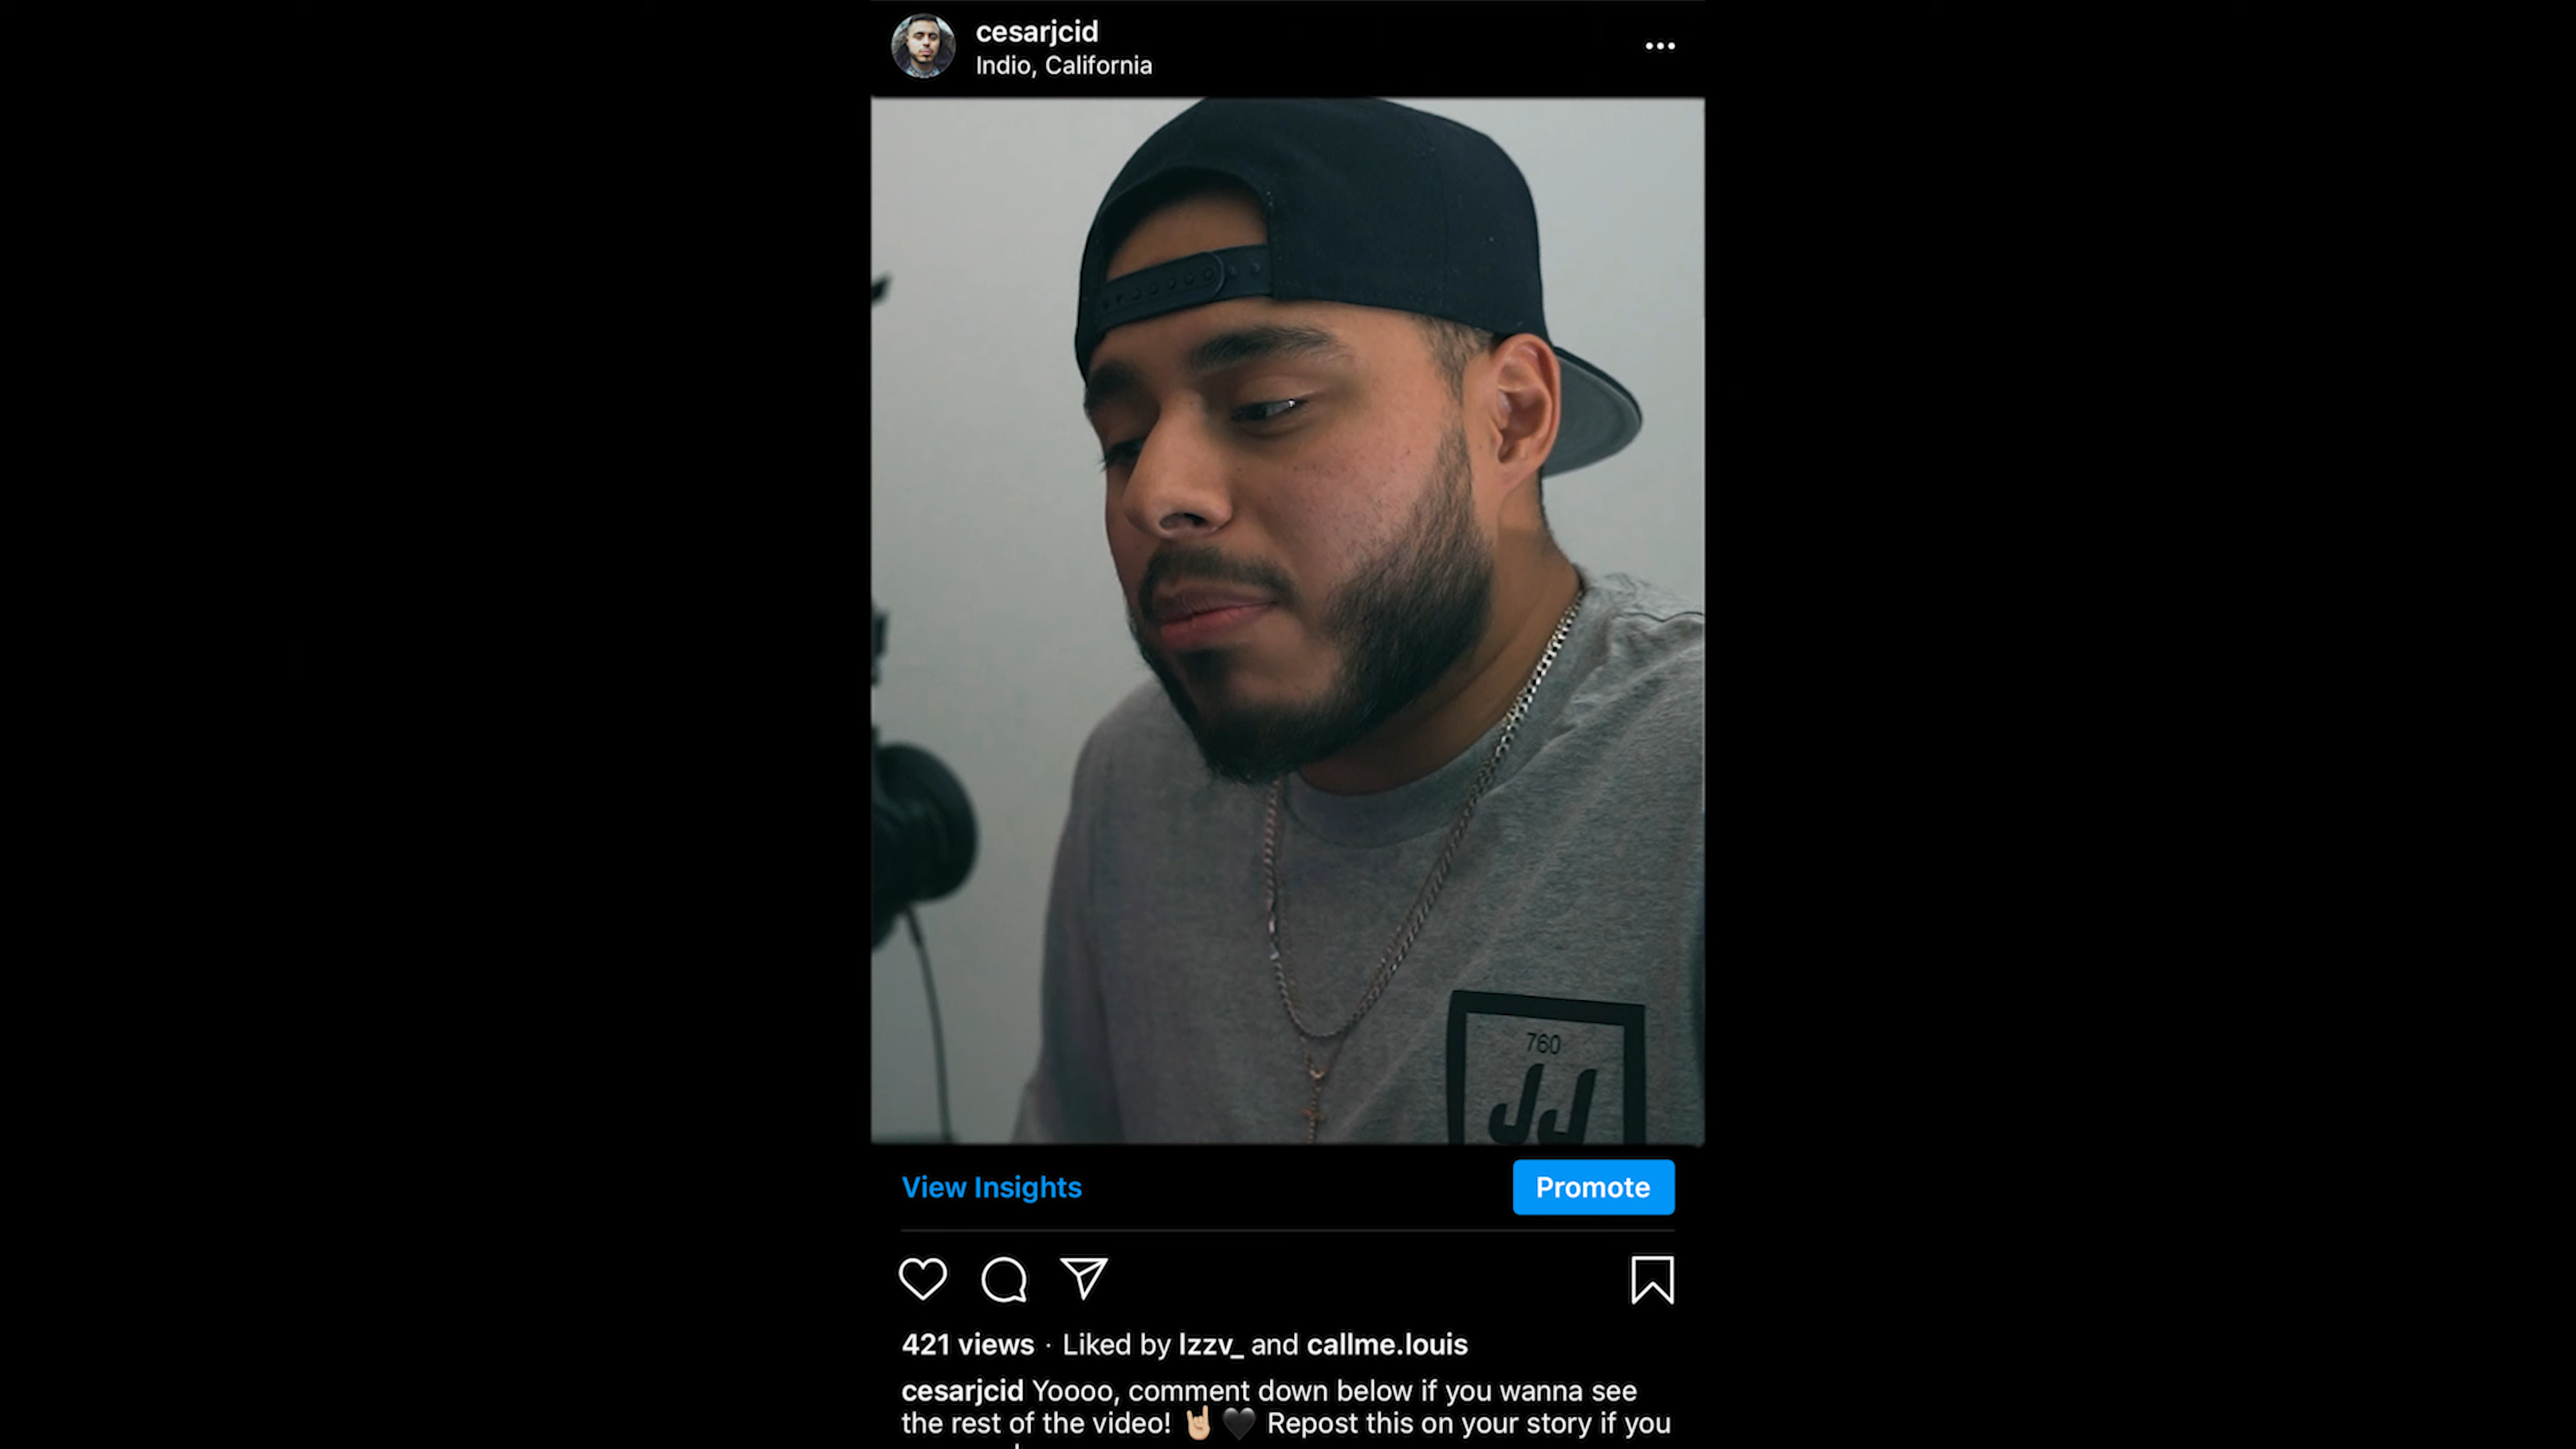 cesarjcid
Indio, California
760
JJ
View Insights
Promote
421 views · Liked by lzzv_ and callme.louis
cesarjcid Yoooo, comment down below if you wanna see
the rest of the video! 🤘🏼 🖤 Repost this on your story if you